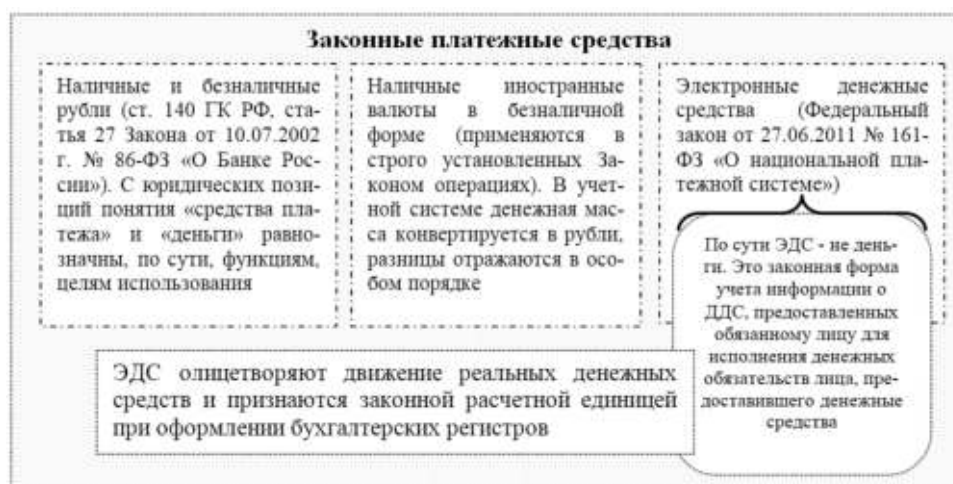 Законные платежные средства
Наличные и безналичные
рубли (ст. 140 ГК РФ, ста-
тья 27 Закона от 10.07.2002
г. № 86-ФЗ «О Банке Рос-
сии»). С юридических пози-
ций понятия «средства пла-
тежа» и «деньги» равно-
значны, по сути, функциям,
целям использования
Наличные иностранные
валюты в безналичной
форме (применяются в
строго установленных За-
коном операциях). В учет-
ной системе денежная мас-
са конвертируется в рубли,
разницы отражаются в осо-
бом порядке
Электронные денежные
средства (Федеральный
закон от 27.06.2011 № 161-
ФЗ «О национальной пла-
тежной системе»)
По сути ЭДС - не день-
ги. Это законная форма
учета информации о
ДДС, предоставленных
обязанному лицу для
исполнения денежных
обязательств лица, пре-
доставившего денежные
средства
ЭДС олицетворяют движение реальных денежных
средств и признаются законной расчетной единицей
при оформлении бухгалтерских регистров